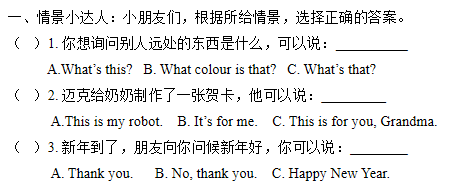 一、情景小达人：小朋友们，根据所给情景，选择正确的答案。
（ ）1. 你想询问别人远处的东西是什么，可以说：_________
A.What's this? B. What colour is that? C. What's that?
（ ）2. 迈克给奶奶制作了一张贺卡，他可以说：________
A.This is my robot. B. It's for me. C. This is for you, Grandma.
（ ）3. 新年到了，朋友向你问候新年好，你可以说：_______
A. Thank you. B. No, thank you. C. Happy New Year.